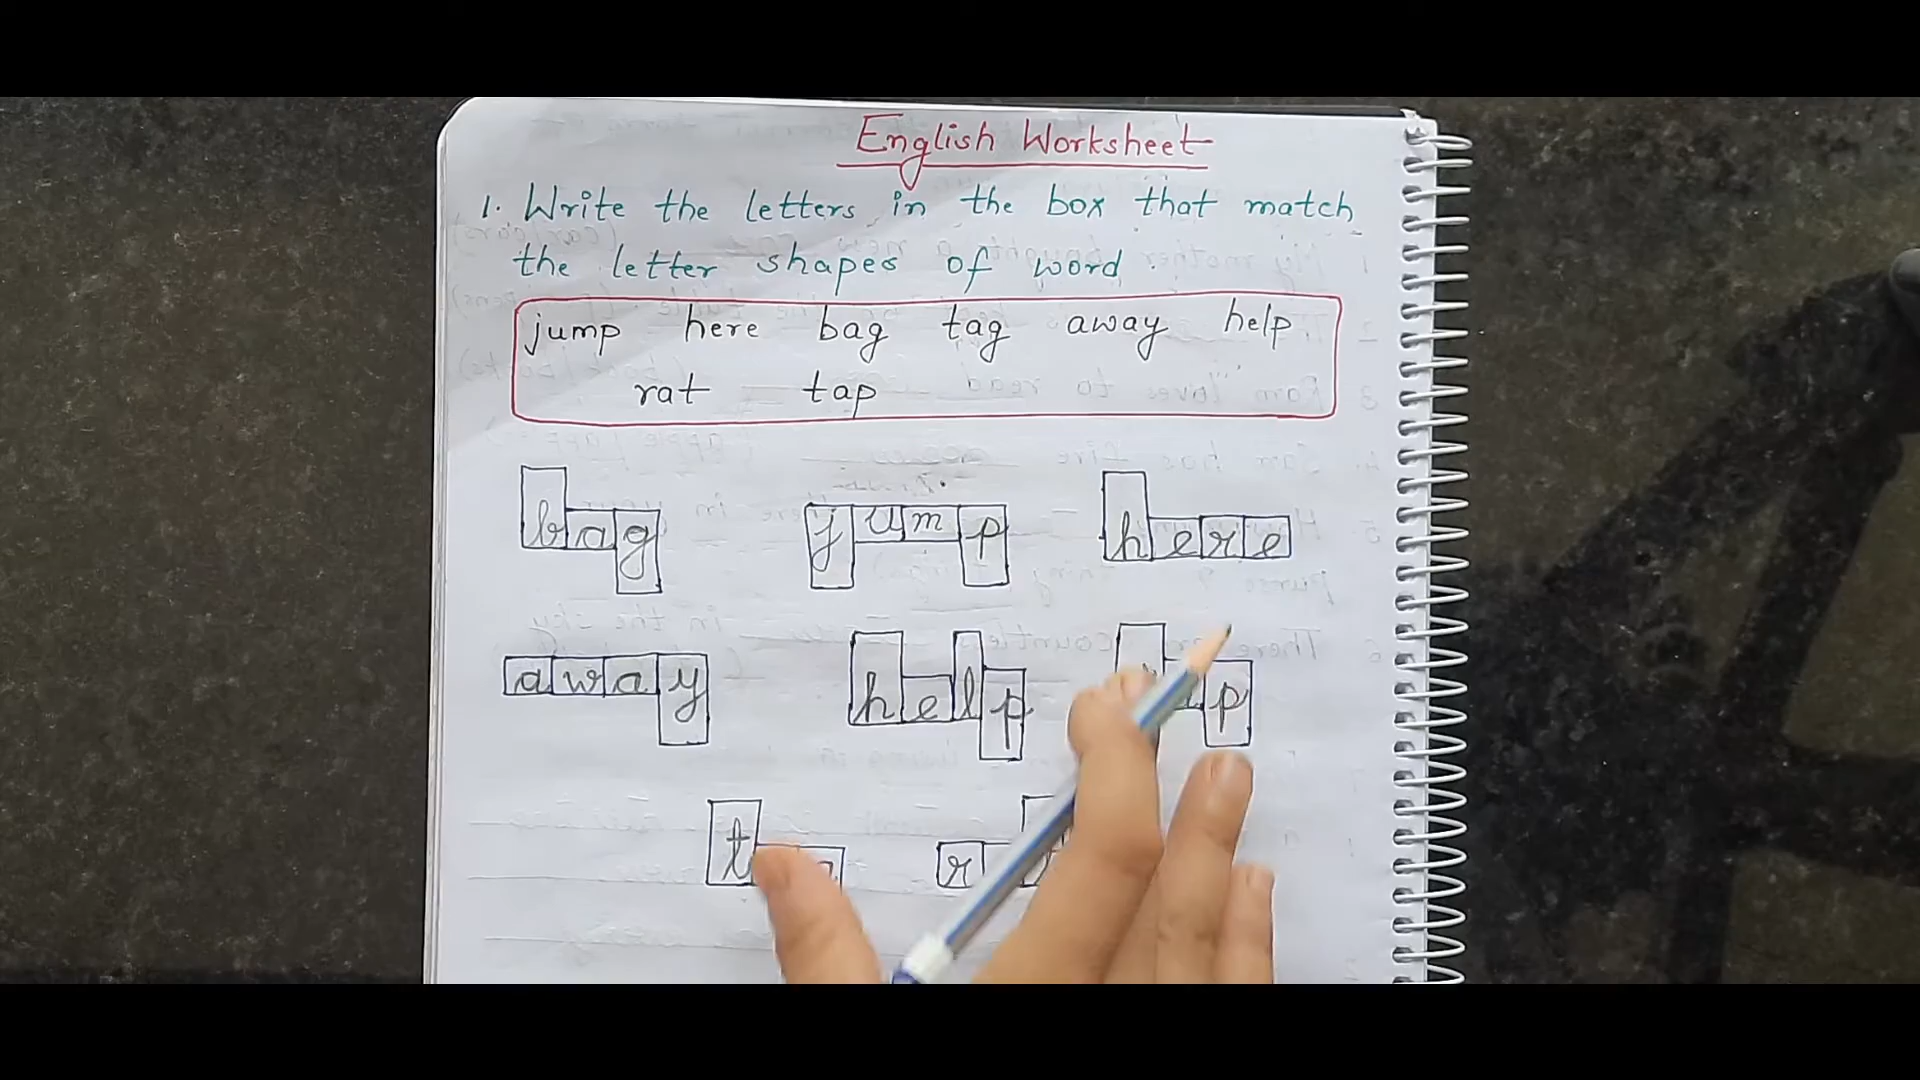 English Worksheet
1. Write the letters in the box that match
the letter shapes of word.
jump here bag tag away help
rat tap
bag jump here
away help